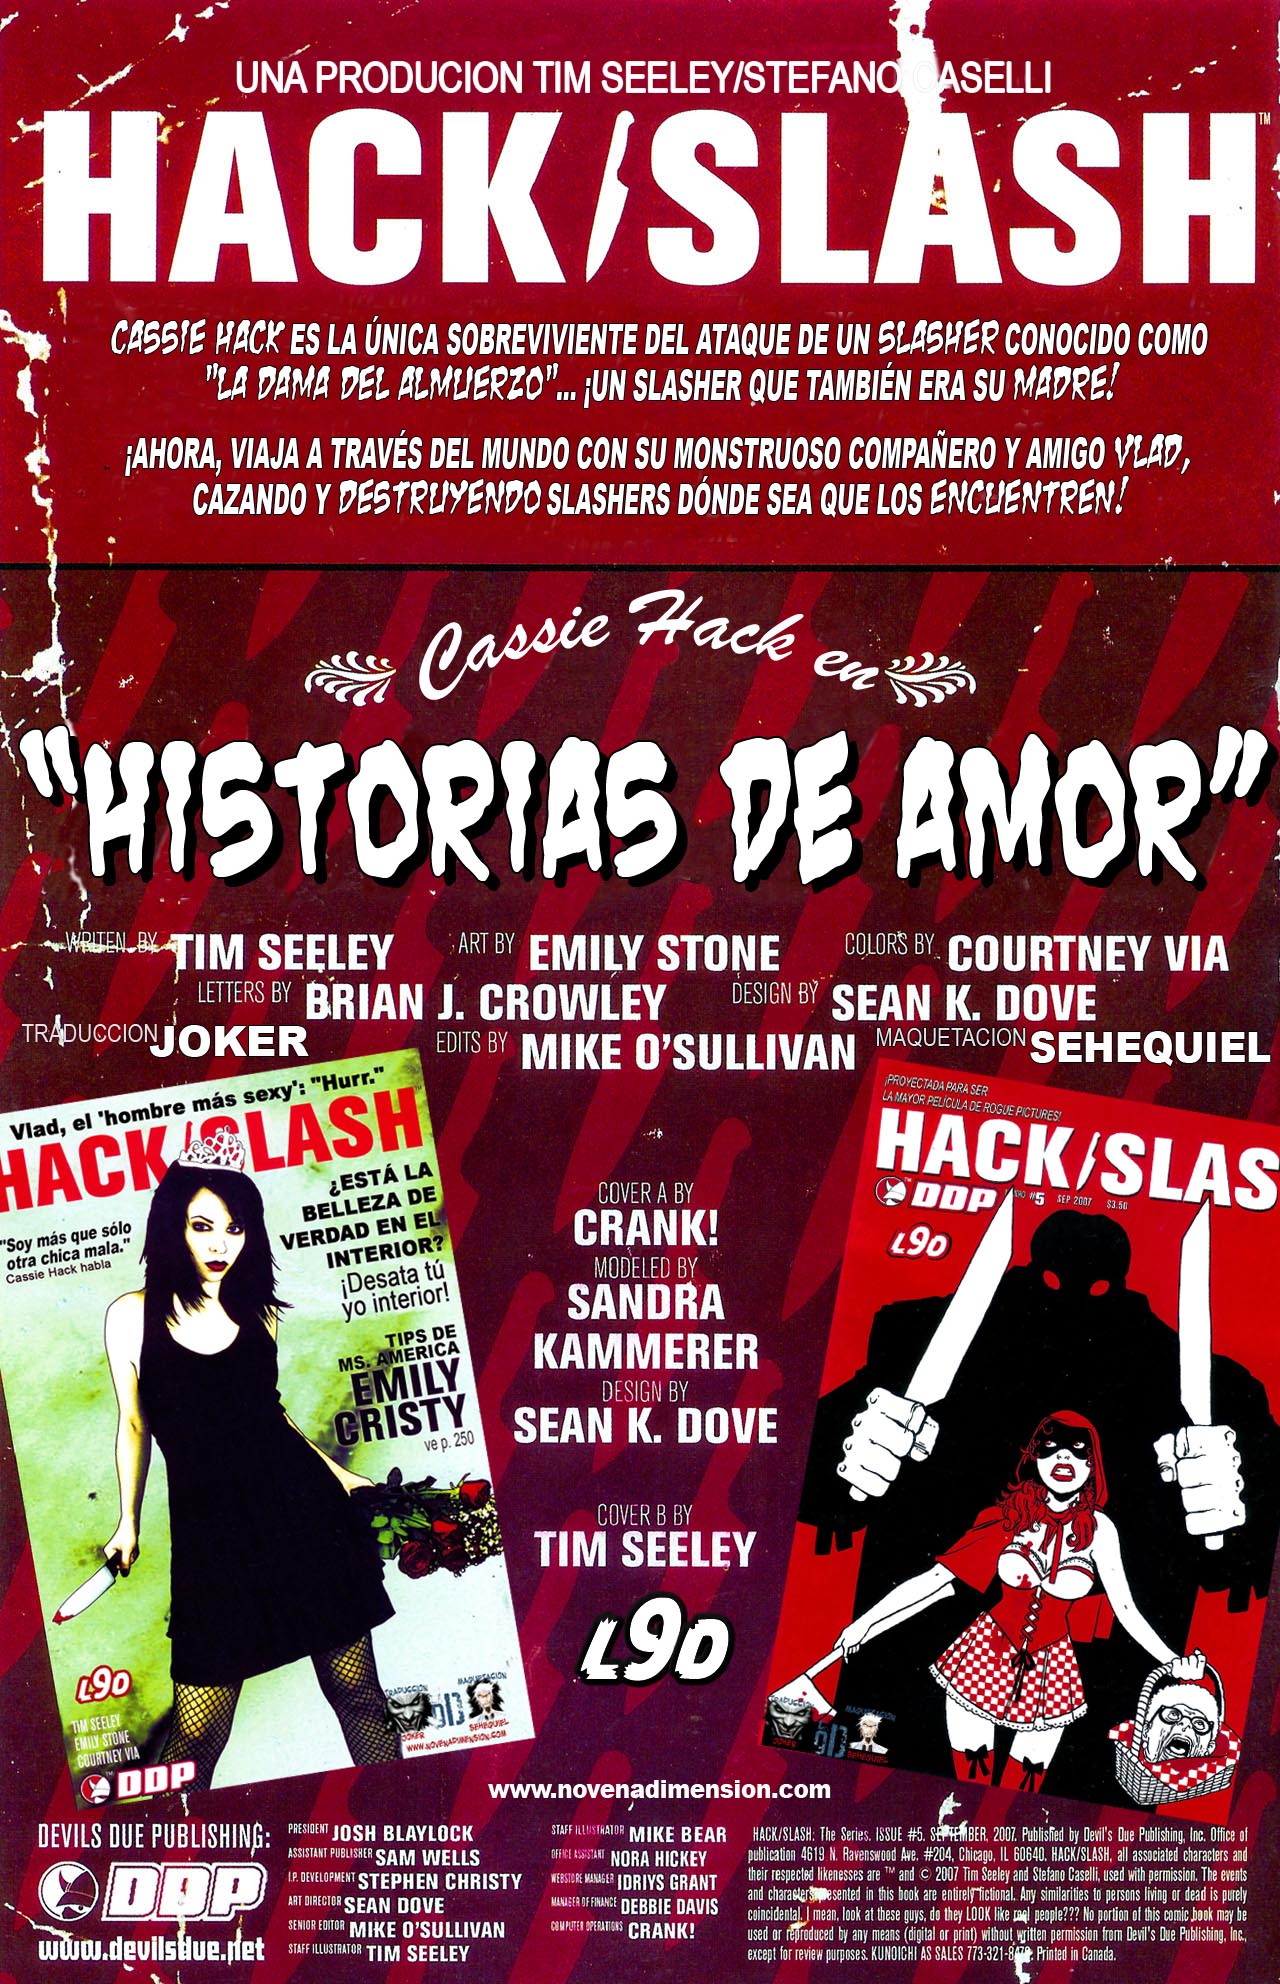 UNA PRODUCION TIM SEELEY/STEFANO CASELLI
HACK/SLASH™
CASSIE HACK ES LA ÚNICA SOBREVIVIENTE DEL ATAQUE DE UN SLASHER CONOCIDO COMO
"LA DAMA DEL ALMUERZO"... ¡UN SLASHER QUE TAMBIÉN ERA SU MADRE!
¡AHORA, VIAJA A TRAVÉS DEL MUNDO CON SU MONSTRUOSO COMPAÑERO Y AMIGO VLAD,
CAZANDO Y DESTRUYENDO SLASHERS DÓNDE SEA QUE LOS ENCUENTREN!
Cassie Hack en
"HISTORIAS DE AMOR"
WRITEN BY TIM SEELEY ART BY EMILY STONE COLORS BY COURTNEY VIA
LETTERS BY BRIAN J. CROWLEY DESIGN BY SEAN K. DOVE
TRADUCCION JOKER EDITS BY MIKE O'SULLIVAN MAQUETACION SEHEQUIEL
Vlad, el 'hombre más sexy': "Hurr."
HACK/SLASH
¿ESTÁ LA
BELLEZA DE
VERDAD EN EL
INTERIOR?
¡Desata tú
yo interior!
"Soy más que sólo
otra chica mala."
Cassie Hack habla
TIPS DE
MS. AMERICA
EMILY
CRISTY
ve p. 250
L9D
TIM SEELEY
EMILY STONE
COURTNEY VIA
DDP
TRADUCCION
JOKER
9D
MAQUETACION
SEHEQUIEL
WWW.NOVENADIMENSION.COM
COVER A BY
CRANK!
MODELED BY
SANDRA
KAMMERER
DESIGN BY
SEAN K. DOVE
COVER B BY
TIM SEELEY
L9D
¡PROYECTADA PARA SER
LA MAYOR PELÍCULA DE ROGUE PICTURES!
HACK/SLAS
DDP #5 SEP 2007 $3.50
L9D
TRADUCCION
JOKER
9D
MAQUETACION
SEHEQUIEL
www.novenadimension.com
DEVILS DUE PUBLISHING:
DDP
www.devilsdue.net
PRESIDENT JOSH BLAYLOCK
ASSISTANT PUBLISHER SAM WELLS
I.P. DEVELOPMENT STEPHEN CHRISTY
ART DIRECTOR SEAN DOVE
SENIOR EDITOR MIKE O'SULLIVAN
STAFF ILLUSTRATOR TIM SEELEY
STAFF ILLUSTRATOR MIKE BEAR
OFFICE ASSISTANT NORA HICKEY
WEBSTORE MANAGER IDRIYS GRANT
MANAGER OF FINANCE DEBBIE DAVIS
COMPUTER OPERATIONS CRANK!
HACK/SLASH: The Series. ISSUE #5. SEPTEMBER, 2007. Published by Devil's Due Publishing, Inc. Office of
publication 4619 N. Ravenswood Ave. #204, Chicago, IL 60640. HACK/SLASH, all associated characters and
their respected likenesses are ™ and © 2007 Tim Seeley and Stefano Caselli, used with permission. The events
and characters presented in this book are entirely fictional. Any similarities to persons living or dead is purely
coincidental. I mean, look at these guys, do they LOOK like real people??? No portion of this comic book may be
used or reproduced by any means (digital or print) without written permission from Devil's Due Publishing, Inc.,
except for review purposes. KUNOICHI AS SALES 773-321- Printed in Canada.